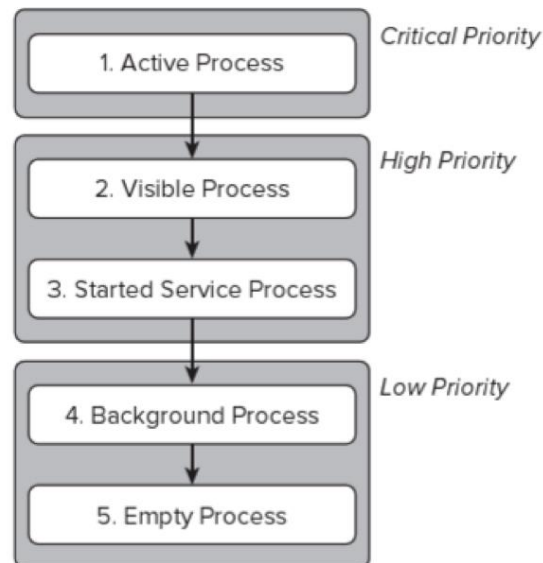 Critical Priority
1. Active Process
High Priority
2. Visible Process
3. Started Service Process
Low Priority
4. Background Process
5. Empty Process